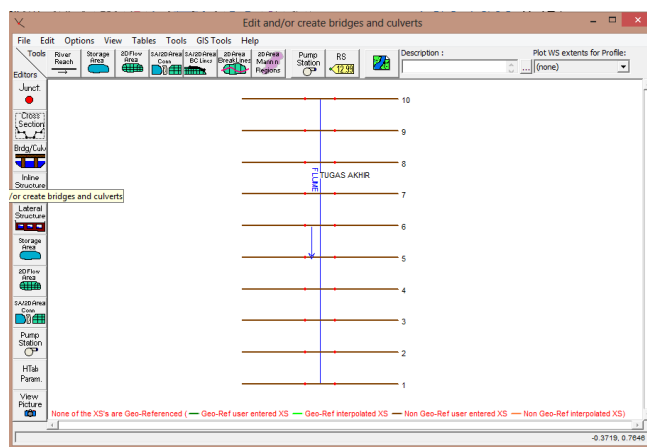 Edit and/or create bridges and culverts
File Edit Options View Tables Tools GIS Tools Help
Tools
Editors
River
Reach
Storage
Area
2D Flow
Area
SA/2D Area
Conn
SA/2D Area
BC Lines
2D Area
BreakLines
2D Area
Mann n
Regions
Pump
Station
RS
12.99
Description :
...
Plot WS extents for Profile:
(none)
Junct.
Cross
Section
Brdg/Culv
Inline
Structure
/or create bridges and culverts
Lateral
Structure
Storage
Area
2D Flow
Area
SA/2D Area
Conn
Pump
Station
HTab
Param.
View
Picture
10
9
8
FLUME
TUGAS AKHIR
7
6
5
4
3
2
1
None of the XS's are Geo-Referenced ( Geo-Ref user entered XS Geo-Ref interpolated XS Non Geo-Ref user entered XS Non Geo-Ref interpolated XS)
-0.3719, 0.7646